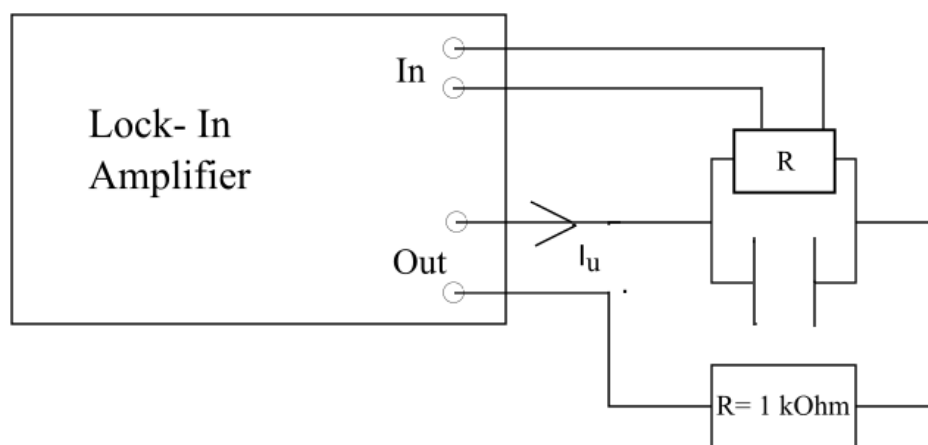 In
Lock- In
Amplifier
R
Out
Iu
R= 1 kOhm